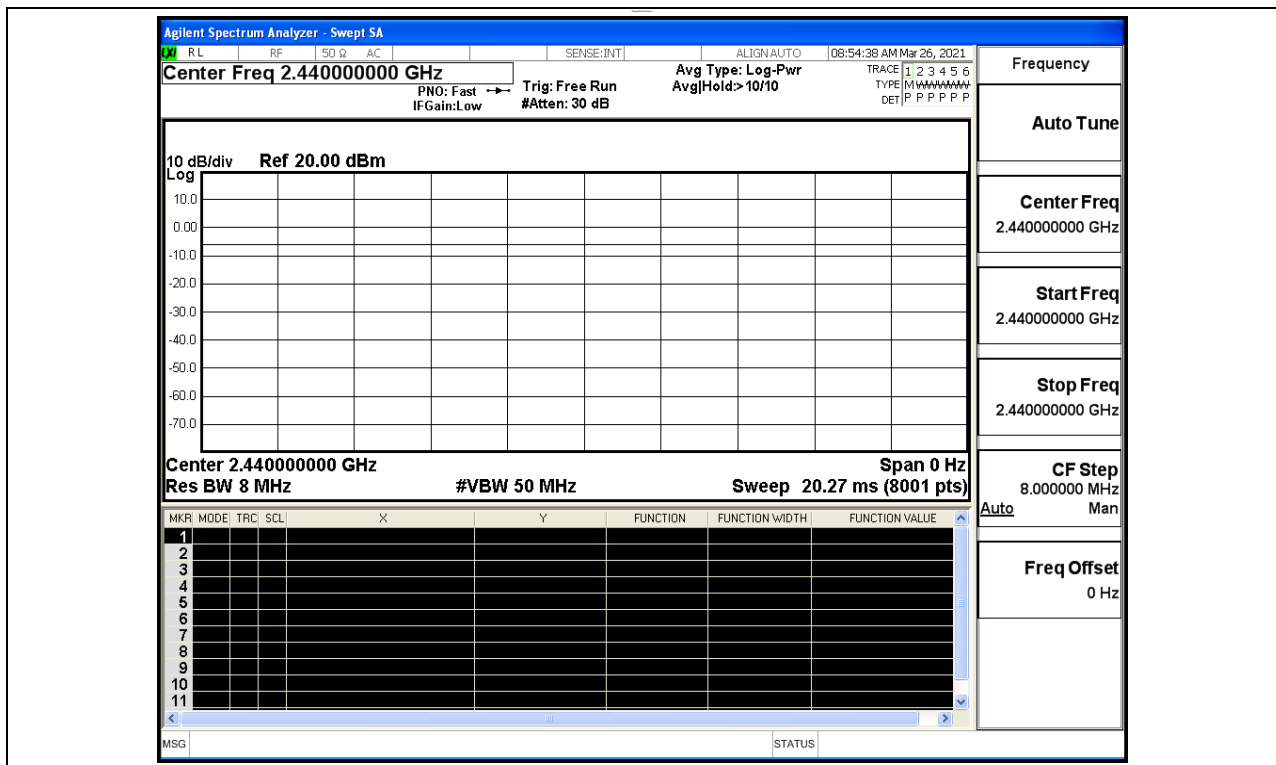 Agilent Spectrum Analyzer - Swept SA
LXI RL RF 50 Ω AC SENSE:INT ALIGN AUTO 08:54:38 AM Mar 26, 2021
Center Freq 2.440000000 GHz
PNO: Fast
IFGain:Low
Trig: Free Run
#Atten: 30 dB
Avg Type: Log-Pwr
Avg|Hold:> 10/10
TRACE 1 2 3 4 5 6
TYPE M WWWWW
DET P P P P P P
10 dB/div Ref 20.00 dBm
Log
10.0
0.00
-10.0
-20.0
-30.0
-40.0
-50.0
-60.0
-70.0
Center 2.440000000 GHz Span 0 Hz
Res BW 8 MHz #VBW 50 MHz Sweep 20.27 ms (8001 pts)
MKR MODE TRC SCL X Y FUNCTION FUNCTION WIDTH FUNCTION VALUE
1
2
3
4
5
6
7
8
9
10
11
MSG STATUS
Frequency
Auto Tune
Center Freq
2.440000000 GHz
Start Freq
2.440000000 GHz
Stop Freq
2.440000000 GHz
CF Step
8.000000 MHz
Auto Man
Freq Offset
0 Hz